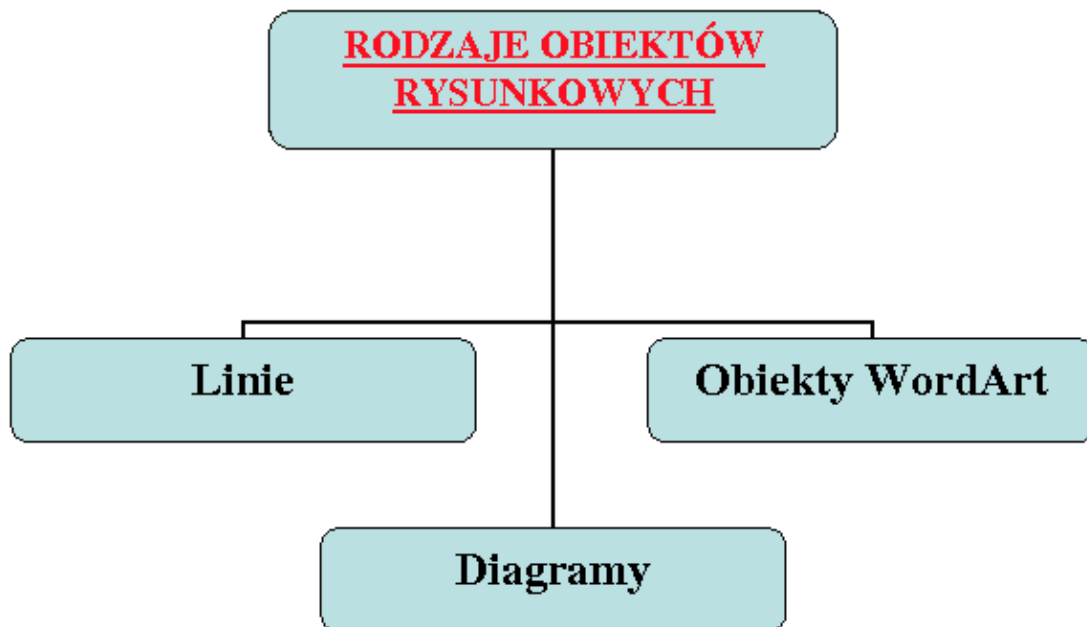 RODZAJE OBIEKTÓW
RYSUNKOWYCH
Linie
Obiekty WordArt
Diagramy